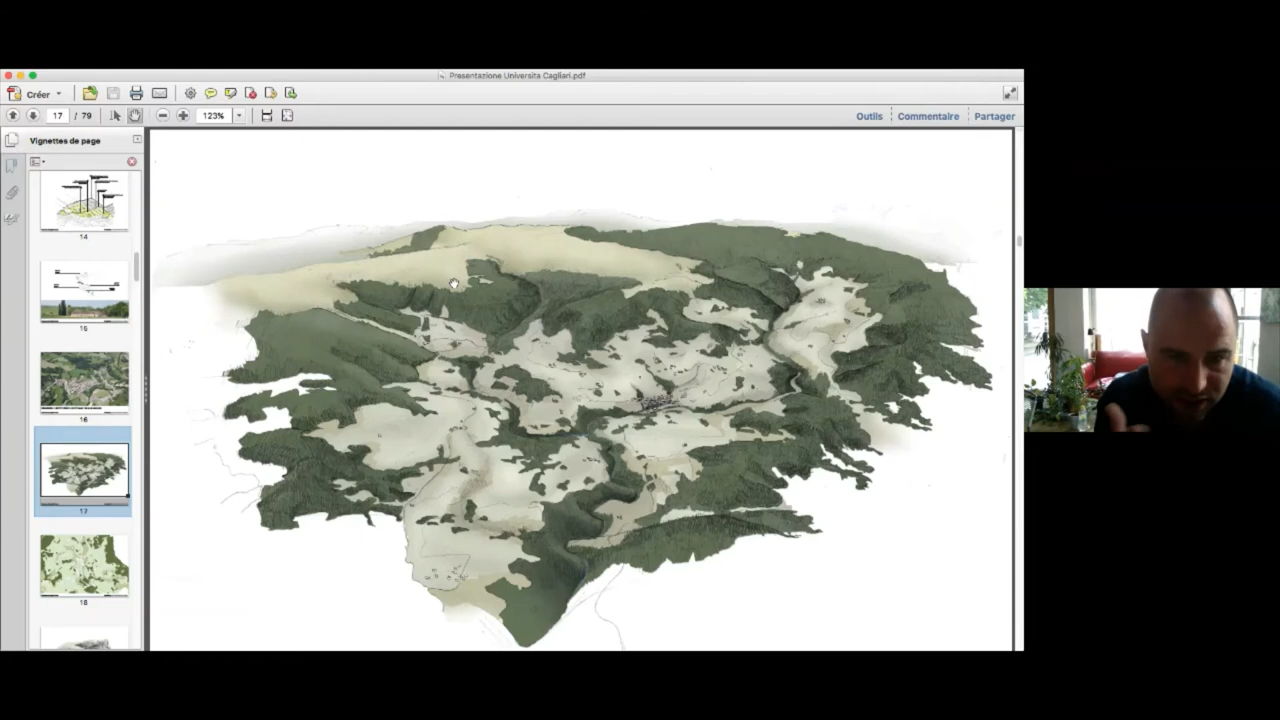 Presentazione Universita Cagliari.pdf
Créer
17 / 79
123%
Outils
Commentaire
Partager
Vignettes de page
14
15
16
17
18